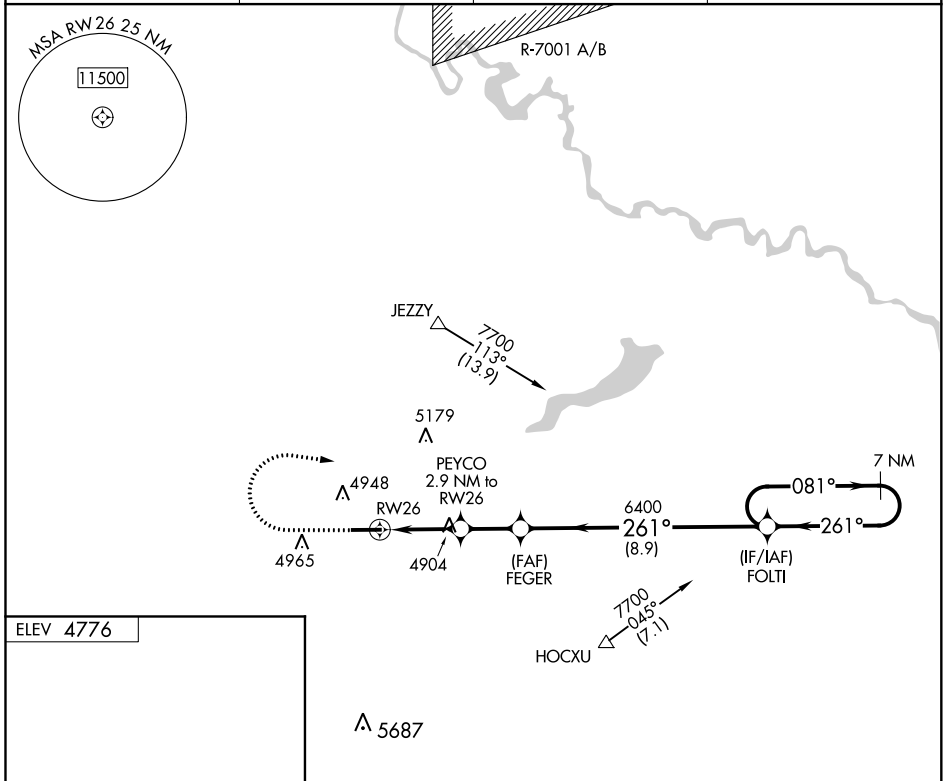 MSA RW26 25 NM
11500
R-7001 A/B
JEZZY
7700
113°
(13.9)
5179
PEYCO
2.9 NM to
RW26
4948
RW26
4965
4904
(FAF)
FEGER
6400
261°
(8.9)
7 NM
081°
261°
(IF/IAF)
FOLTI
7700
045°
(7.1)
HOCXU
ELEV 4776
5687